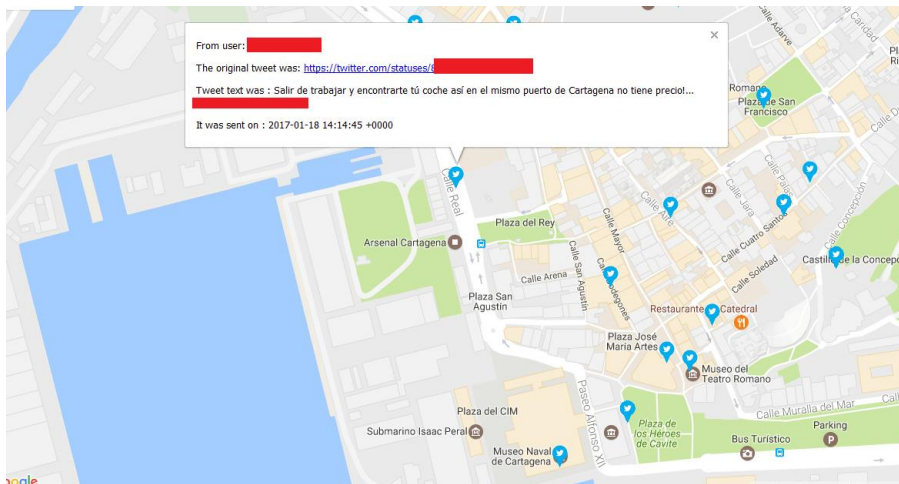 From user:
The original tweet was: https://twitter.com/statuses/8
Tweet text was : Salir de trabajar y encontrarte tú coche así en el mismo puerto de Cartagena no tiene precio!...
It was sent on : 2017-01-18 14:14:45 +0000
×
Calle Adarve
Caridad
Romano
Plaza de San
Francisco
Calle Real
Plaza del Rey
Calle Aire
Calle Jara
Calle Palas
Calle Mayor
Calle Cuatro Santos
Calle Concepción
Arsenal Cartagena
Calle San Agustín
Calle Arena
Calle Soledad
Castillo de la Concepc
Plaza San
Agustín
Restaurante
Catedral
Plaza José
María Artes
Museo del
Teatro Romano
Paseo Alfonso XII
Plaza del CIM
Plaza de
los Héroes
de Cavite
Calle Muralla del Mar
Submarino Isaac Peral
Parking
P
Bus Turístico
Museo Naval
de Cartagena